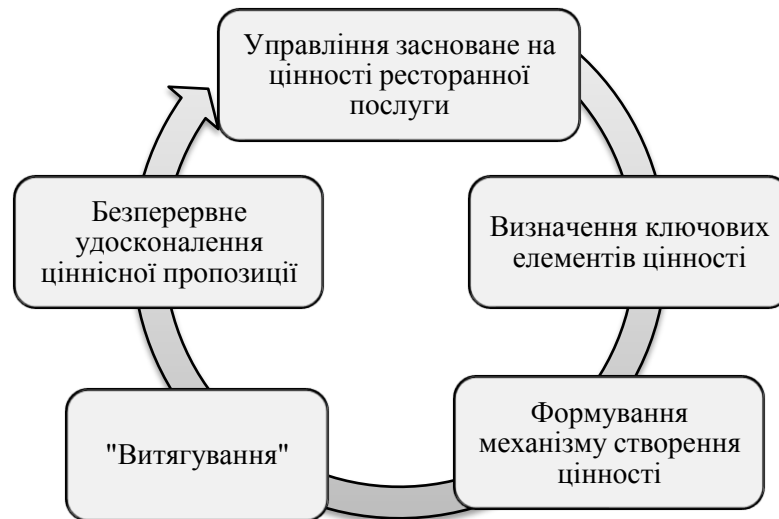 Управління засноване на
цінності ресторанної
послуги
Визначення ключових
елементів цінності
Формування
механізму створення
цінності
"Витягування"
Безперервне
удосконалення
ціннісної пропозиції